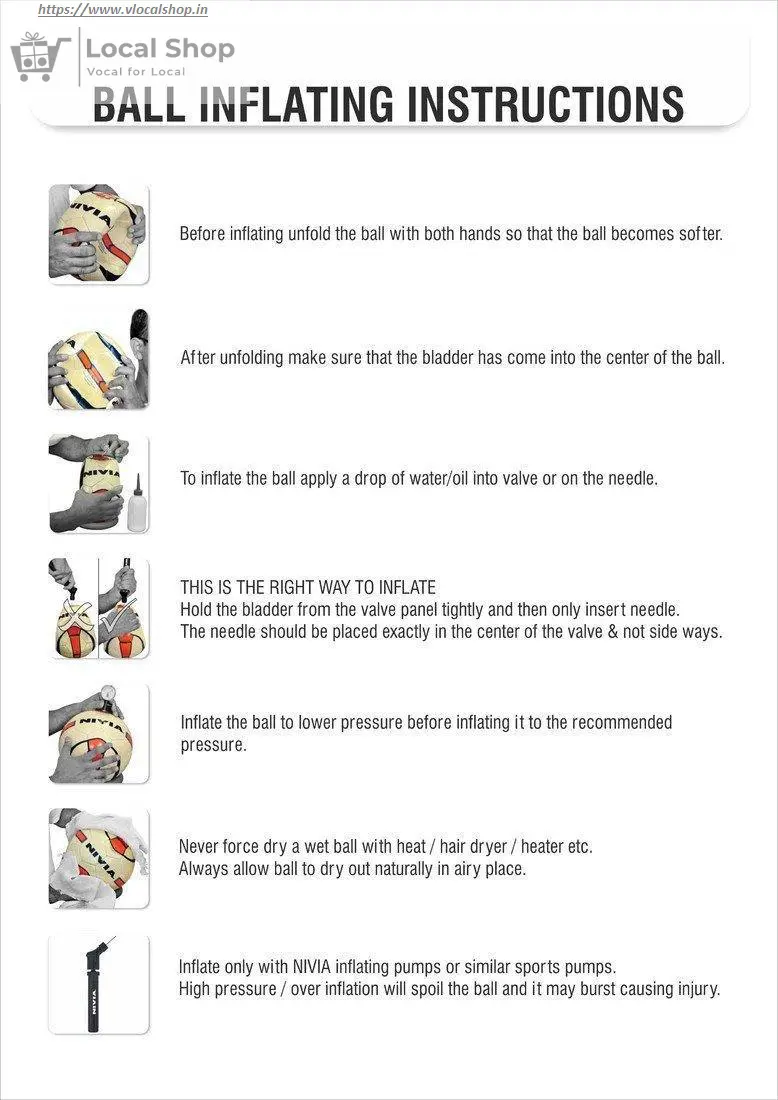 https://www.vlocalshop.in
Local Shop
Vocal for Local
BALL INFLATING INSTRUCTIONS
NIVIA
Before inflating unfold the ball with both hands so that the ball becomes softer.
After unfolding make sure that the bladder has come into the center of the ball.
NIVIA
To inflate the ball apply a drop of water/oil into valve or on the needle.
THIS IS THE RIGHT WAY TO INFLATE
Hold the bladder from the valve panel tightly and then only insert needle.
The needle should be placed exactly in the center of the valve & not side ways.
NIVIA
Inflate the ball to lower pressure before inflating it to the recommended
pressure.
NIVIA
Never force dry a wet ball with heat / hair dryer / heater etc.
Always allow ball to dry out naturally in airy place.
NIVIA
Inflate only with NIVIA inflating pumps or similar sports pumps.
High pressure / over inflation will spoil the ball and it may burst causing injury.